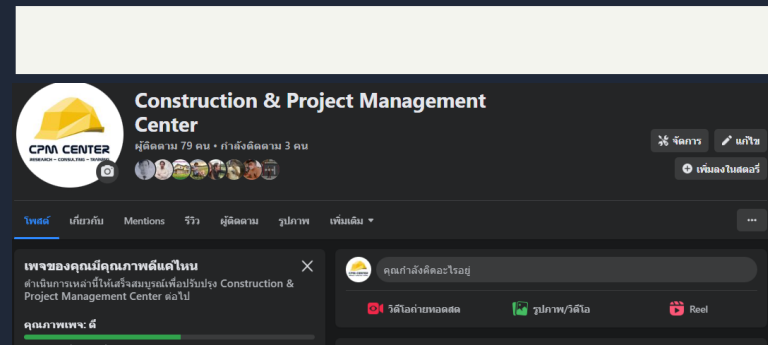 Construction & Project Management
Center
ผู้ติดตาม 79 คน • กำลังติดตาม 3 คน
CPM CENTER
RESEARCH - CONSULTING - TRAINING
จัดการ
แก้ไข
เพิ่มลงในสตอรี่
โพสต์ เกี่ยวกับ Mentions รีวิว ผู้ติดตาม รูปภาพ เพิ่มเติม
เพจของคุณมีคุณภาพดีแค่ไหน
ดำเนินการเหล่านี้ให้เสร็จสมบูรณ์เพื่อปรับปรุง Construction &
Project Management Center ต่อไป
คุณภาพเพจ: ดี
คุณกำลังคิดอะไรอยู่
วิดีโอถ่ายทอดสด รูปภาพ/วิดีโอ Reel